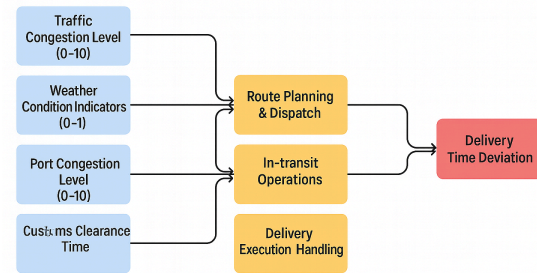 Traffic
Congestion Level
(0-10)
Weather
Condition Indicators
(0-1)
Port Congestion
Level
(0-10)
Clearance
Time
Route Planning
& Dispatch
In-transit
Operations
Delivery
Execution Handling
Delivery
Time Deviation